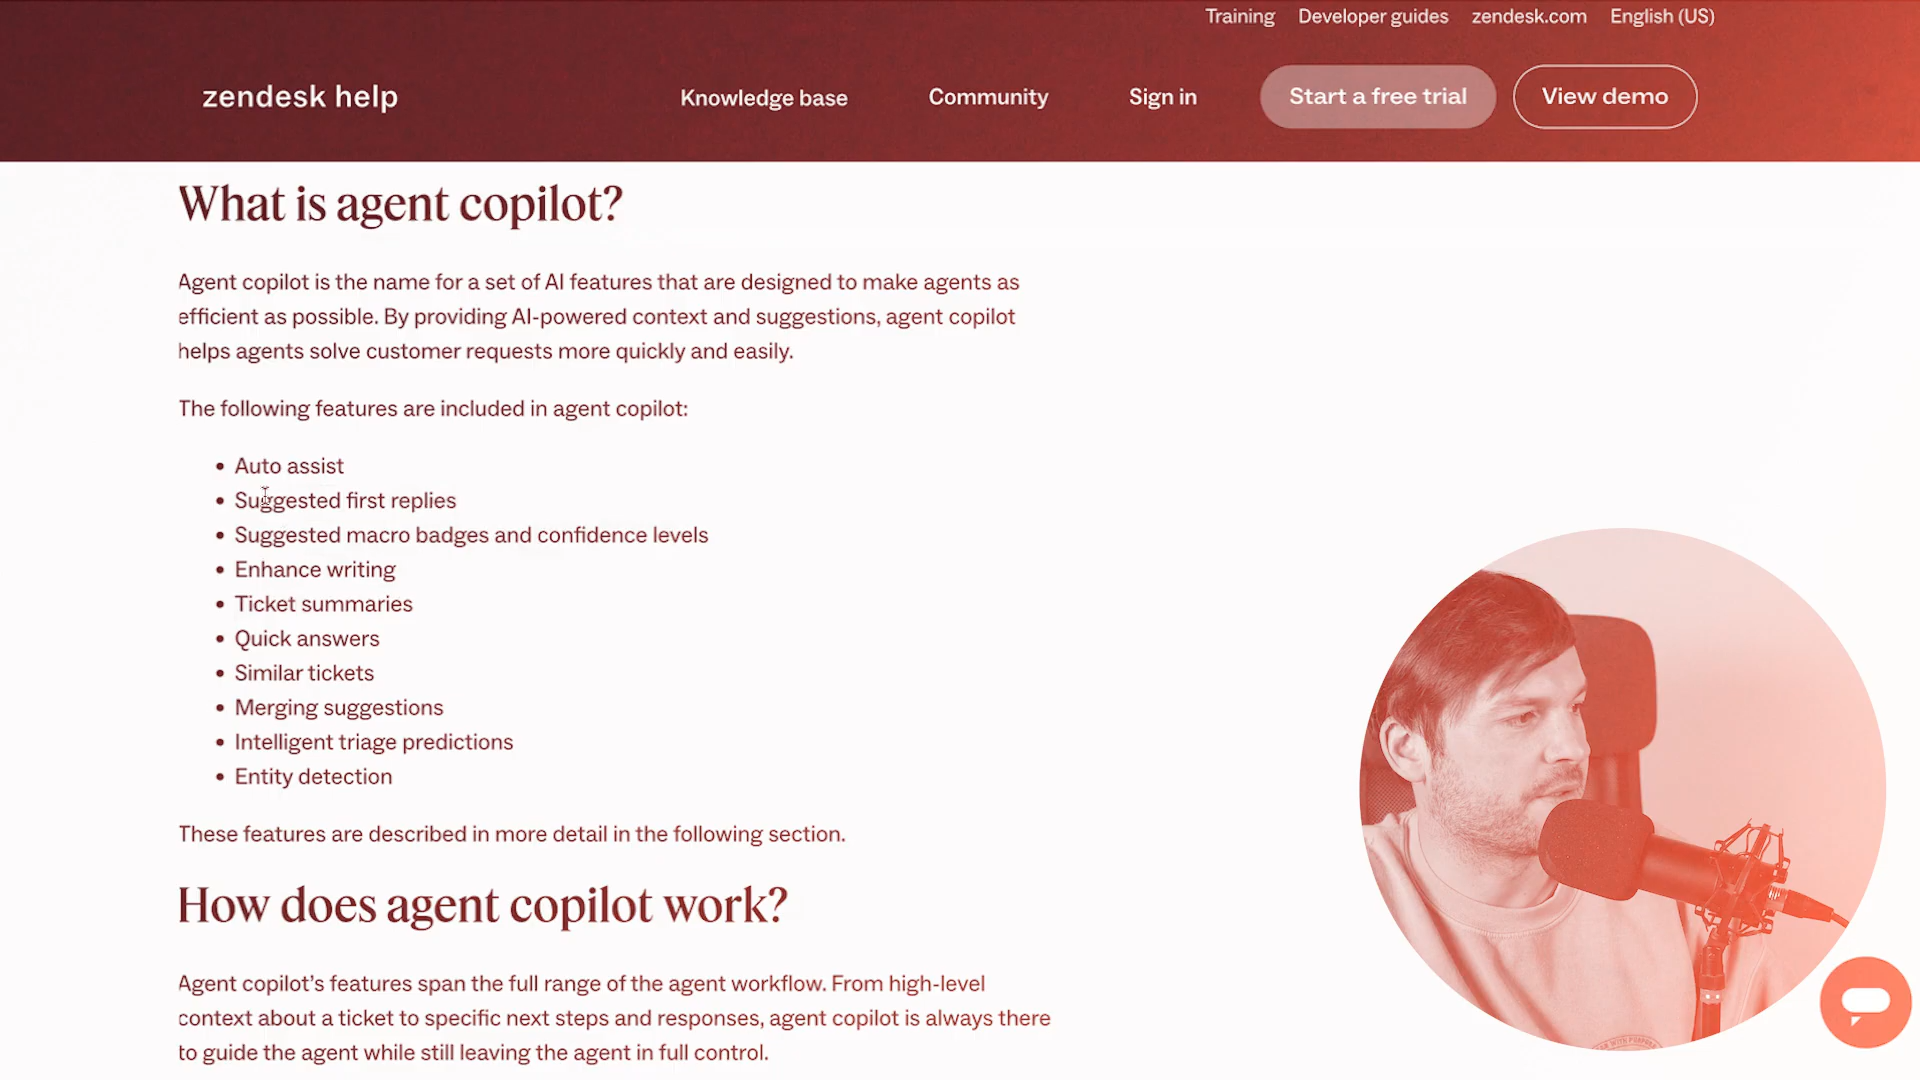 Training Developer guides zendesk.com English (US)
zendesk help Knowledge base Community Sign in Start a free trial View demo
What is agent copilot?
Agent copilot is the name for a set of AI features that are designed to make agents as
efficient as possible. By providing AI-powered context and suggestions, agent copilot
helps agents solve customer requests more quickly and easily.
The following features are included in agent copilot:
• Auto assist
• Suggested first replies
• Suggested macro badges and confidence levels
• Enhance writing
• Ticket summaries
• Quick answers
• Similar tickets
• Merging suggestions
• Intelligent triage predictions
• Entity detection
These features are described in more detail in the following section.
How does agent copilot work?
Agent copilot’s features span the full range of the agent workflow. From high-level
context about a ticket to specific next steps and responses, agent copilot is always there
to guide the agent while still leaving the agent in full control.